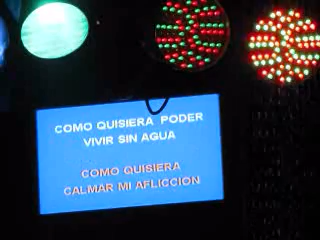 COMO QUISIERA PODER
VIVIR SIN AGUA
COMO QUISIERA
CALMAR MI AFLICCION